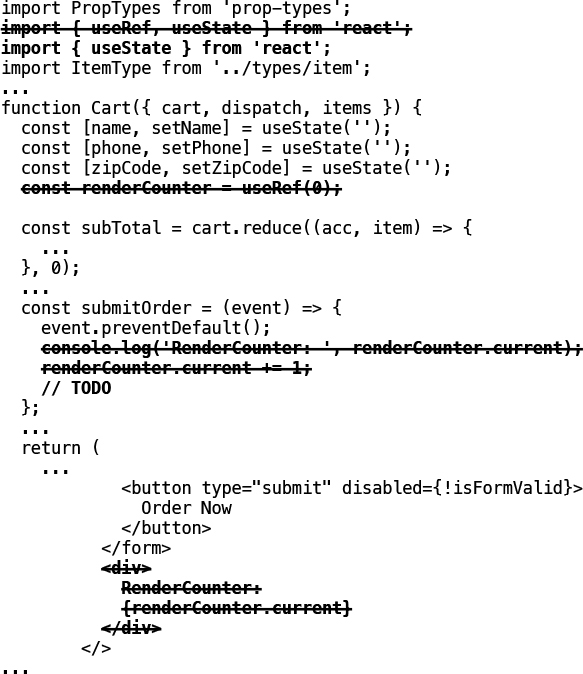 import PropTypes from 'prop-types';
import { useRef, useState } from 'react';
import { useState } from 'react';
import ItemType from '../types/item';
...
function Cart({ cart, dispatch, items }) {
  const [name, setName] = useState('');
  const [phone, setPhone] = useState('');
  const [zipCode, setZipCode] = useState('');
  const renderCounter = useRef(0);

  const subTotal = cart.reduce((acc, item) => {
    ...
  }, 0);
  ...
  const submitOrder = (event) => {
    event.preventDefault();
    console.log('RenderCounter: ', renderCounter.current);
    renderCounter.current += 1;
    // TODO
  };
  ...
  return (
    ...
            <button type="submit" disabled={!isFormValid}>
              Order Now
            </button>
          </form>
          <div>
            RenderCounter:
            {renderCounter.current}
          </div>
        </>
...